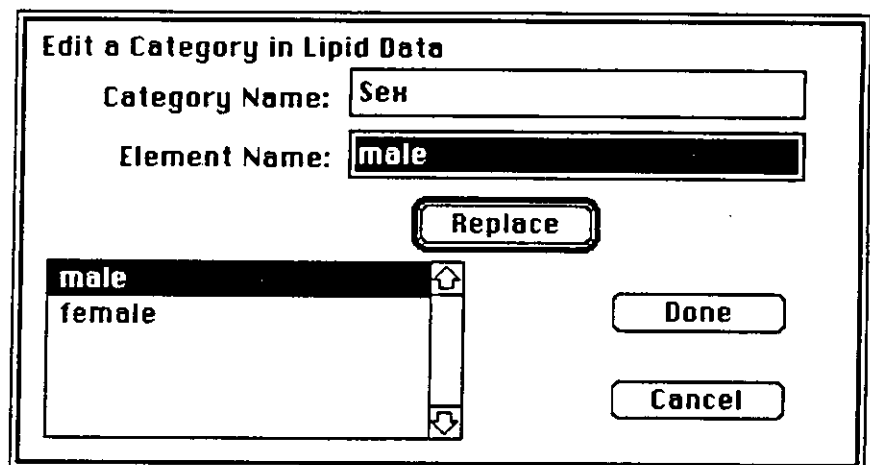 Edit a Category in Lipid Data
Category Name: Sex
Element Name: male
Replace
male
female
Done
Cancel